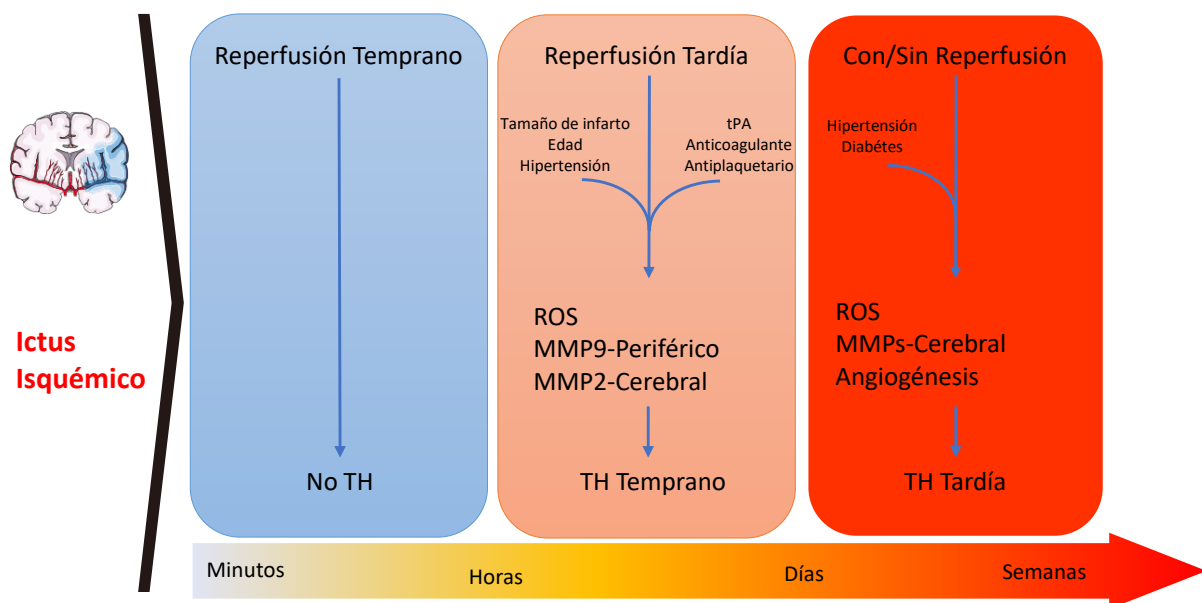 Ictus
Isquémico
Reperfusión Temprano
No TH
Reperfusión Tardía
Tamaño de infarto
Edad
Hipertensión
tPA
Anticoagulante
Antiplaquetario
ROS
MMP9-Periférico
MMP2-Cerebral
TH Temprano
Con/Sin Reperfusión
Hipertensión
Diabétes
ROS
MMPs-Cerebral
Angiogénesis
TH Tardía
Minutos
Horas
Días
Semanas